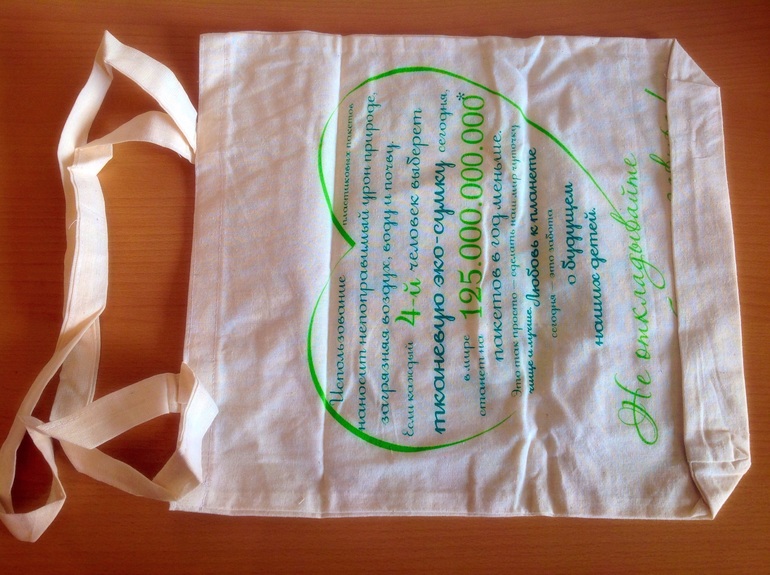 Использование пластиковых пакетов
наносит непоправимый урон природе,
загрязняя воздух, воду и почву.
Если каждый 4-й человек выберет
тканевую эко-сумку сегодня,
в мире
станет на 125.000.000.000*
пакетов в год меньше.
Это так просто — сделать наш мир чуточку
чище и лучше. Любовь к планете
сегодня — это забота
о будущем
наших детей.
Не откладывайте